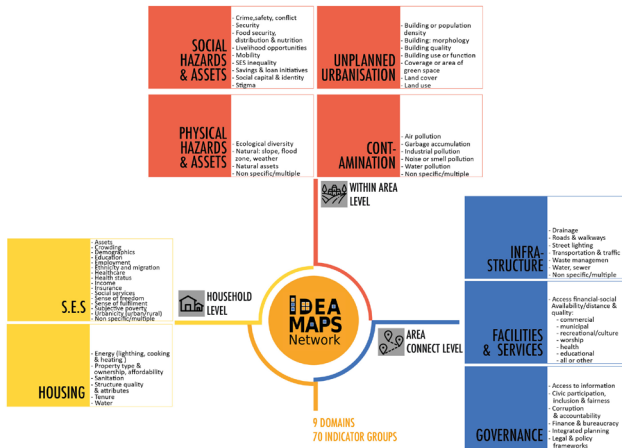 SOCIAL
HAZARDS
& ASSETS
- Crime,safety, conflict
- Security
- Food security,
distribution & nutrition
- Livelihood opportunities
- Mobility
- SES inequality
- Savings & loan initiatives
- Social capital & identity
- Stigma
UNPLANNED
URBANISATION
- Building or population
density
- Building: morphology
- Building quality
- Building use or function
- Coverage or area of
green space
- Land cover
- Land use
PHYSICAL
HAZARDS
& ASSETS
- Ecological diversity
- Natural: slope, flood
zone, weather
- Natural assets
- Non specific/multiple
CONT-
AMINATION
- Air pollution
- Garbage accumulation
- Industrial pollution
- Noise or smell pollution
- Water pollution
- Non specific/multiple
WITHIN AREA
LEVEL
S.E.S
- Assets
- Crowding
- Demographics
- Education
- Employment
- Ethnicity and migration
- Healthcare
- Health status
- Income
- Insurance
- Social services
- Sense of freedom
- Sense of fulfilment
- Subjective poverty
- Urbanicity (urban/rural)
- Non specific/multiple
HOUSEHOLD
LEVEL
HOUSING
- Energy (lighthing, cooking
& heating )
- Property type &
ownership, affordability
- Sanitation
- Structure quality
& attributes
- Tenure
- Water
IDEA
MAPS
Network
AREA
CONNECT LEVEL
INFRA-
STRUCTURE
- Drainage
- Roads & walkways
- Street lighting
- Transportation & traffic
- Waste managemen
- Water, sewer
- Non specific/multiple
FACILITIES
& SERVICES
- Access financial-social
Availability/distance &
quality:
- commercial
- municipal
- recreational/culture
- worship
- health
- educational
- all or other
GOVERNANCE
- Access to information
- Civic participation,
inclusion & fairness
- Corruption
& accountability
- Finance & bureaucracy
- Integrated planning
- Legal & policy
frameworks
9 DOMAINS
70 INDICATOR GROUPS